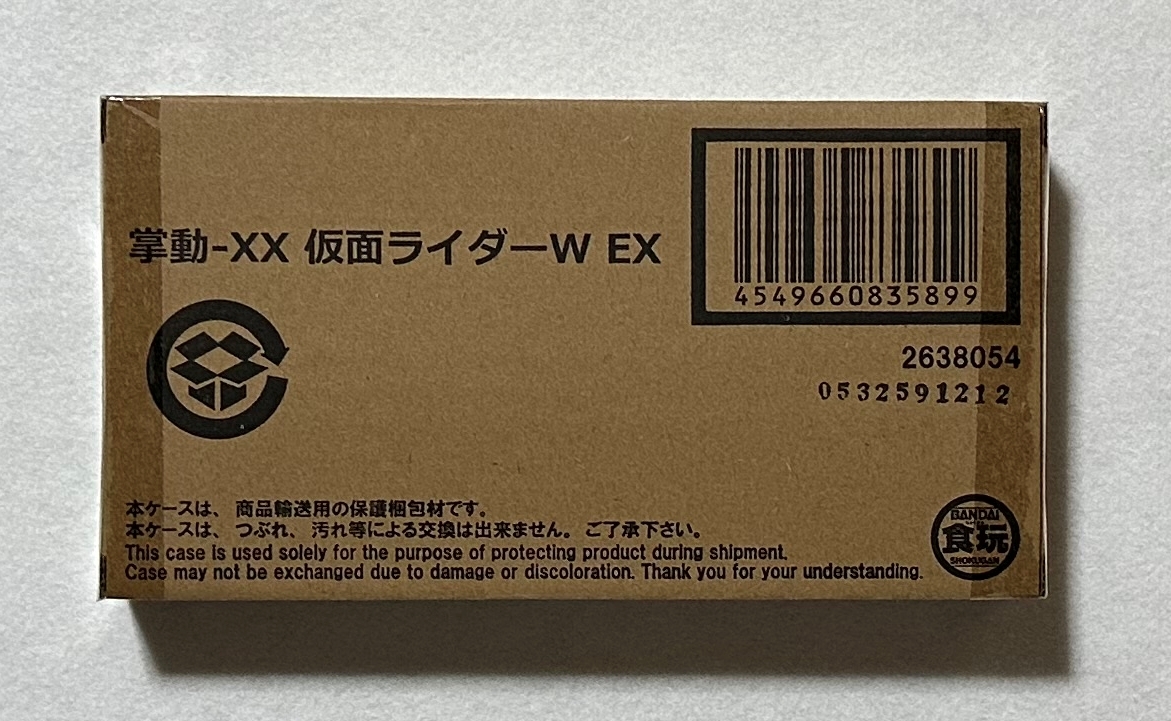 掌動-XX 仮面ライダーW EX
4549660835899
2638054
0532591212
本ケースは、商品輸送用の保護梱包材です。
本ケースは、つぶれ、汚れ等による交換は出来ません。ご了承下さい。
This case is used solely for the purpose of protecting product during shipment.
Case may not be exchanged due to damage or discoloration. Thank you for your understanding.
BANDAI
食玩
SHOKUGAN